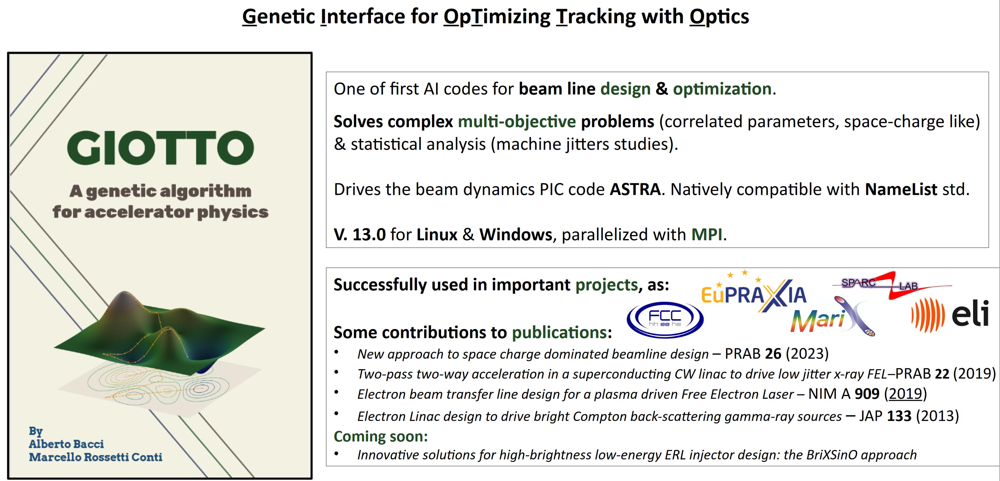 Genetic Interface for OpTimizing Tracking with Optics
GIOTTO
A genetic algorithm
for accelerator physics
By
Alberto Bacci
Marcello Rossetti Conti
One of first AI codes for beam line design & optimization.
Solves complex multi-objective problems (correlated parameters, space-charge like)
& statistical analysis (machine jitters studies).
Drives the beam dynamics PIC code ASTRA. Natively compatible with NameList std.
V. 13.0 for Linux & Windows, parallelized with MPI.
Successfully used in important projects, as:
EuPRAXIA
SPARC
LAB
FCC
hh ee he
MariX
eli
Some contributions to publications:
• New approach to space charge dominated beamline design – PRAB 26 (2023)
• Two-pass two-way acceleration in a superconducting CW linac to drive low jitter x-ray FEL–PRAB 22 (2019)
• Electron beam transfer line design for a plasma driven Free Electron Laser – NIM A 909 (2019)
• Electron Linac design to drive bright Compton back-scattering gamma-ray sources – JAP 133 (2013)
Coming soon:
• Innovative solutions for high-brightness low-energy ERL injector design: the BriXSinO approach